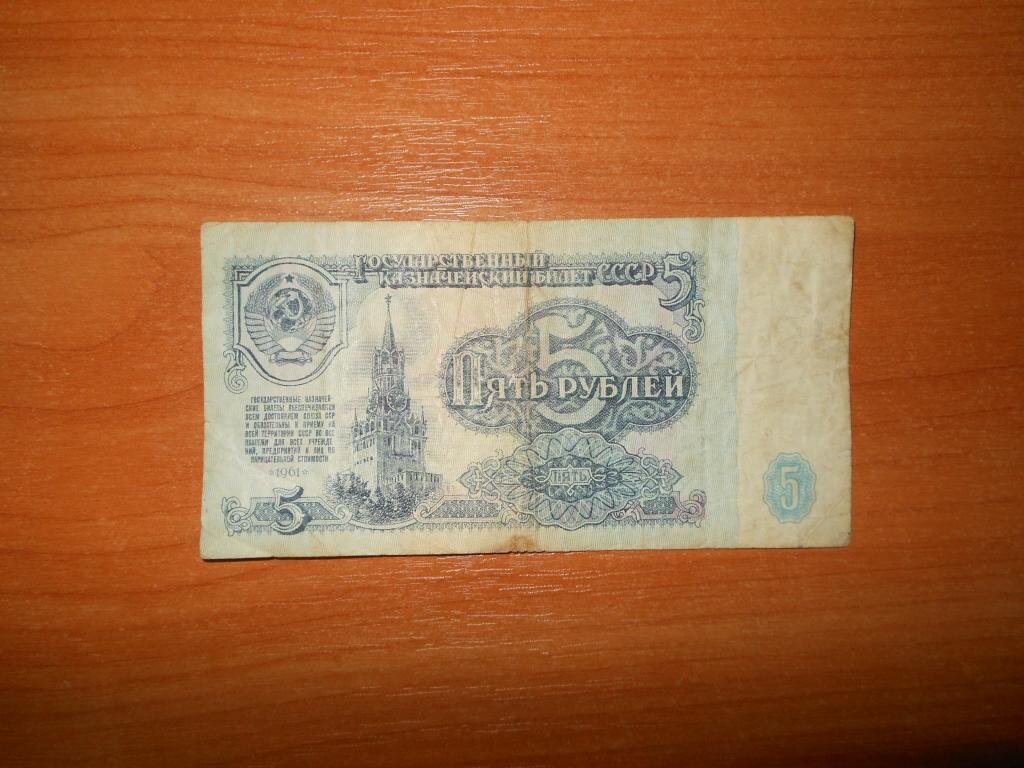 ГОСУДАРСТВЕННЫЙ
КАЗНАЧЕЙСКИЙ БИЛЕТ СССР 5
5
5
ПЯТЬ РУБЛЕЙ
5
ГОСУДАРСТВЕННЫЕ КАЗНАЧЕЙ-
СКИЕ БИЛЕТЫ ОБЕСПЕЧИВАЮТСЯ
ВСЕМ ДОСТОЯНИЕМ СОЮЗА ССР
И ОБЯЗАТЕЛЬНЫ К ПРИЕМУ НА
ВСЕЙ ТЕРРИТОРИИ СССР ВО ВСЕ
ПЛАТЕЖИ ДЛЯ ВСЕХ УЧРЕЖДЕ-
НИЙ, ПРЕДПРИЯТИЙ И ЛИЦ ПО
НАРИЦАТЕЛЬНОЙ СТОИМОСТИ
1961
ПЯТЬ
5
5